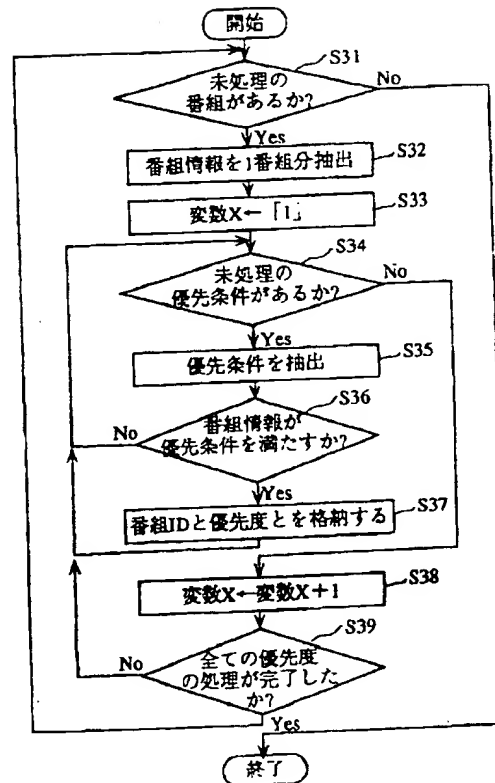 開始
S31
未処理の
番組があるか?
No
Yes
番組情報を1番組分抽出
S32
変数X←「1」
S33
S34
未処理の
優先条件があるか?
No
Yes
優先条件を抽出
S35
S36
番組情報が
優先条件を満たすか?
No
Yes
番組IDと優先度とを格納する
S37
変数X←変数X+1
S38
S39
全ての優先度
の処理が完了した
か?
No
Yes
終了